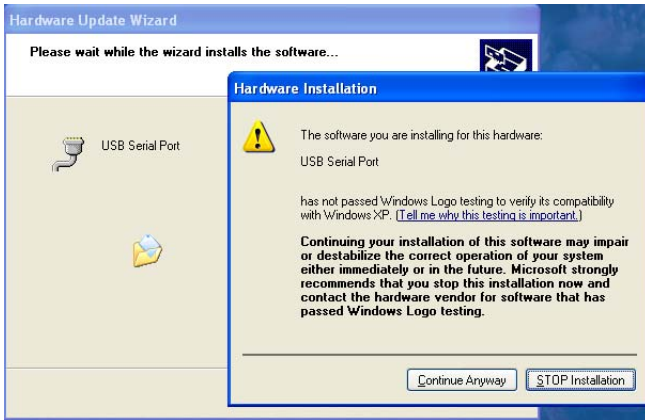 Hardware Update Wizard
Please wait while the wizard installs the software...
Hardware Installation
USB Serial Port
The software you are installing for this hardware:
USB Serial Port
has not passed Windows Logo testing to verify its compatibility
with Windows XP. (Tell me why this testing is important.)
Continuing your installation of this software may impair
or destabilize the correct operation of your system
either immediately or in the future. Microsoft strongly
recommends that you stop this installation now and
contact the hardware vendor for software that has
passed Windows Logo testing.
Continue Anyway
STOP Installation